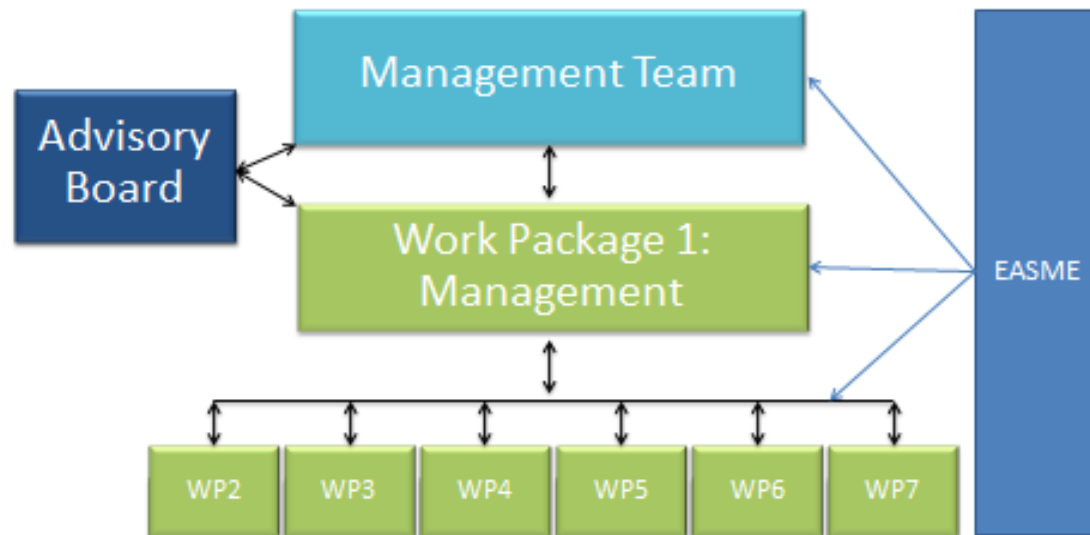 Management Team
Advisory
Board
Work Package 1:
Management
EASME
WP2
WP3
WP4
WP5
WP6
WP7